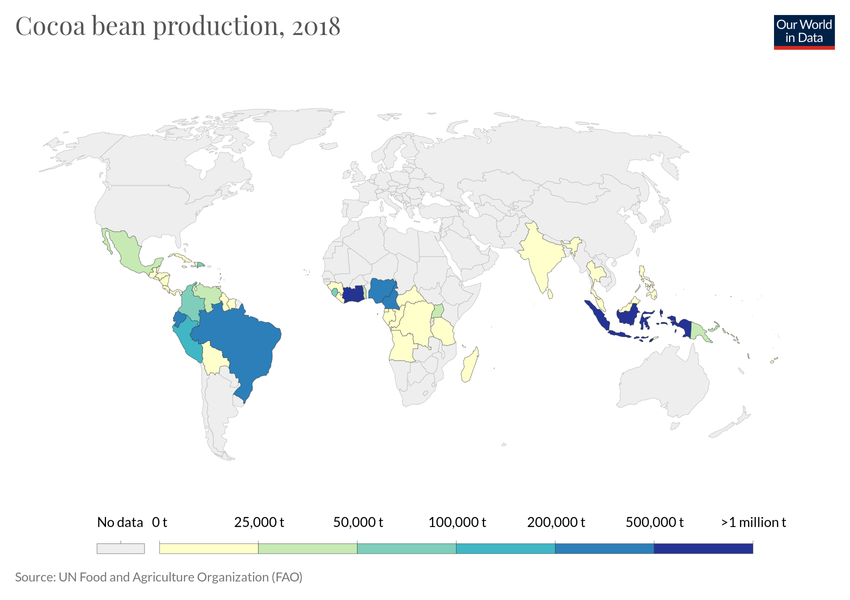 Cocoa bean production, 2018
Our World
in Data
No data 0 t 25,000 t 50,000 t 100,000 t 200,000 t 500,000 t >1 million t
Source: UN Food and Agriculture Organization (FAO)